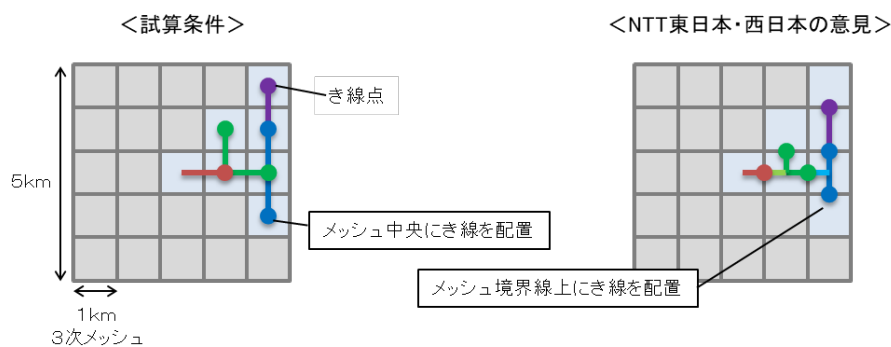 ＜試算条件＞
＜NTT東日本・西日本の意見＞
き線点
5km
メッシュ中央にき線を配置
メッシュ境界線上にき線を配置
1km
３次メッシュ